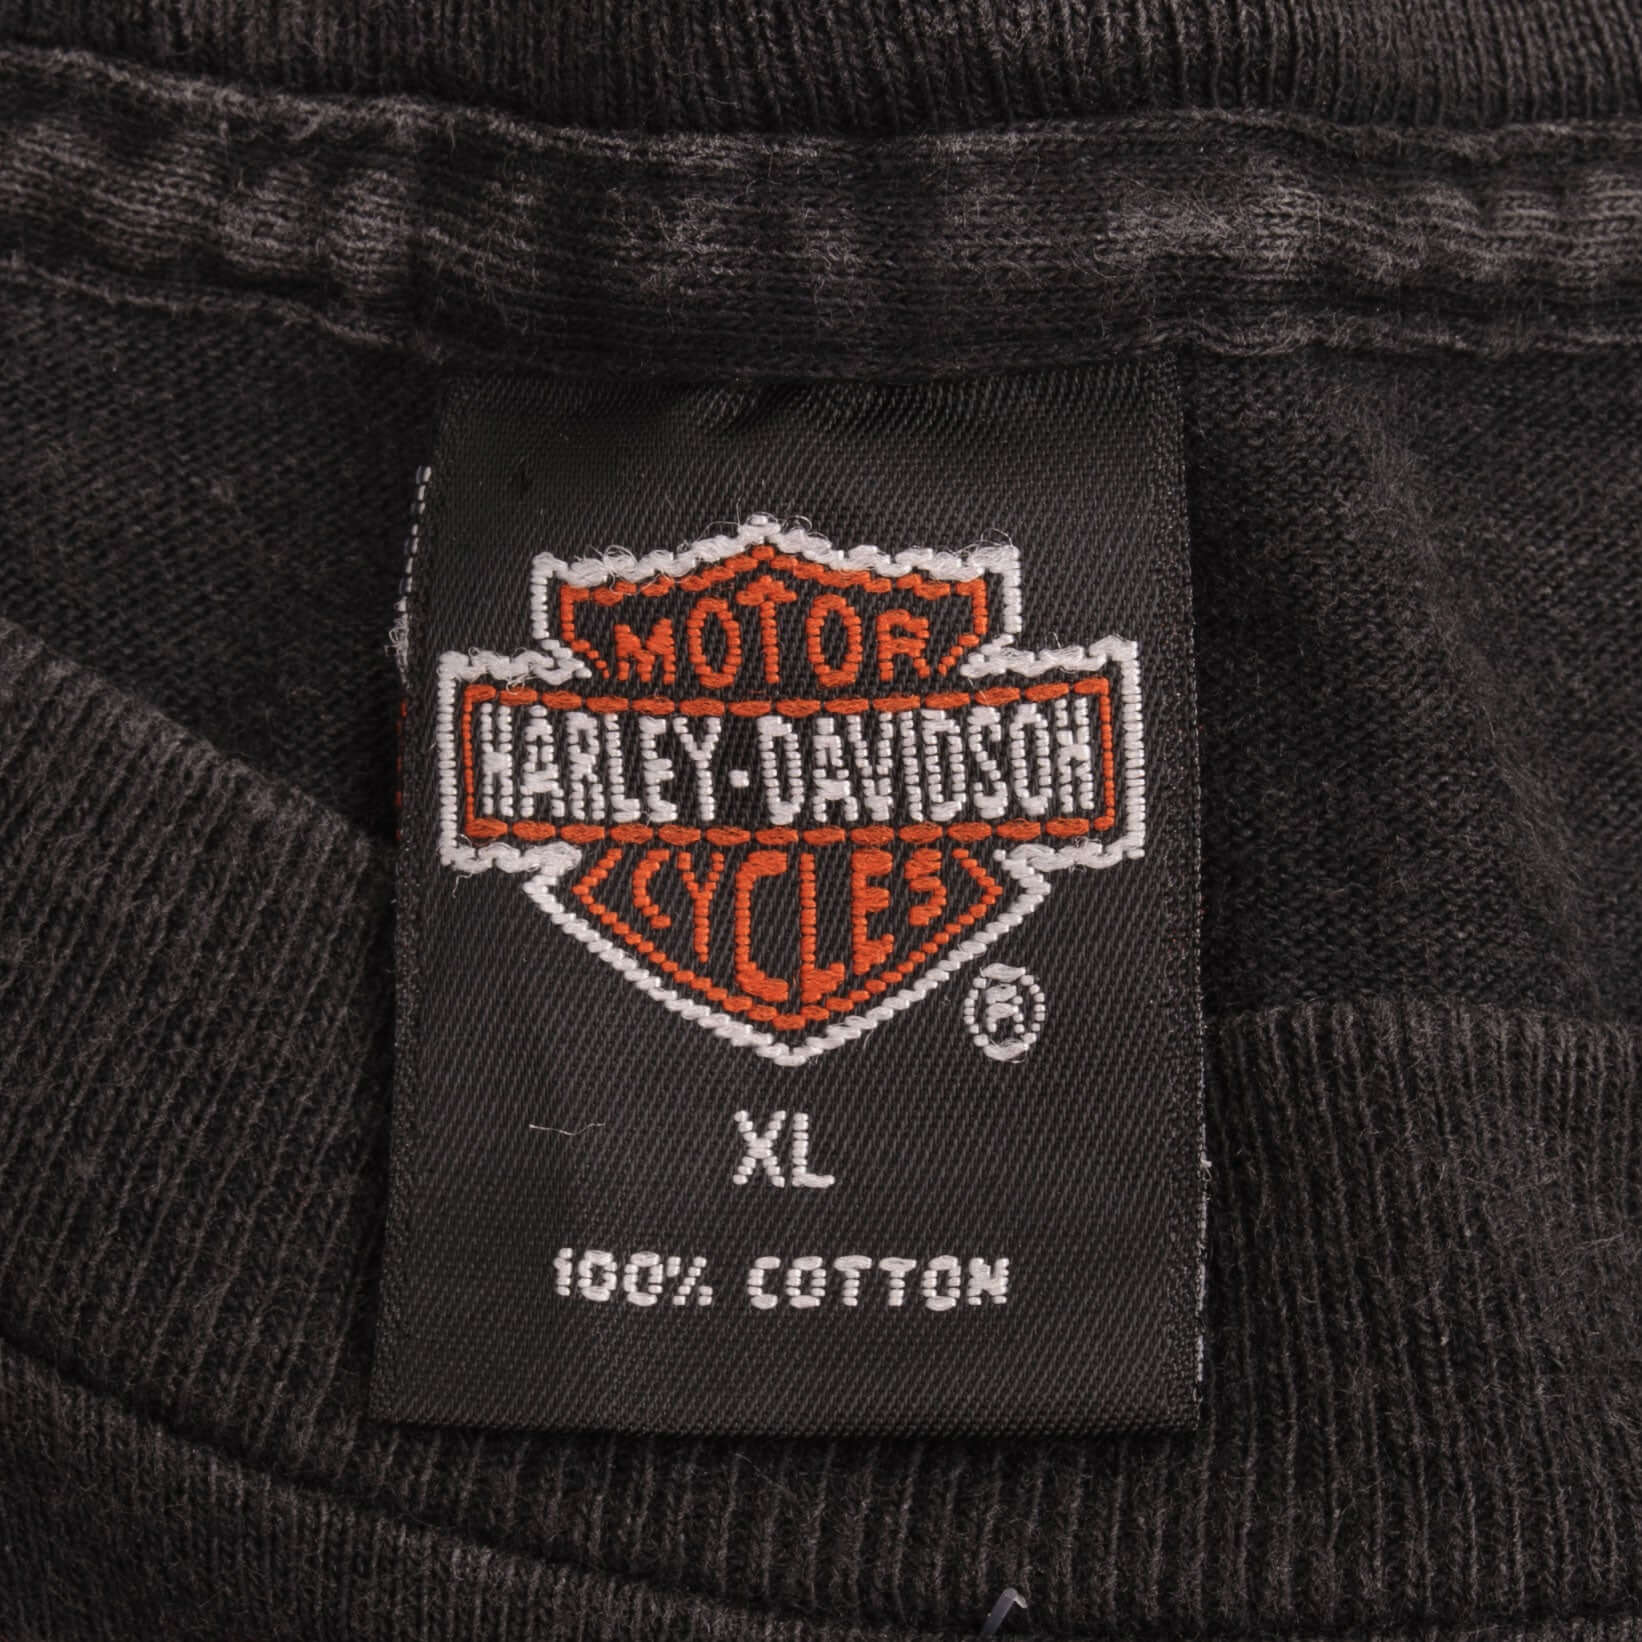 MOTOR
HARLEY-DAVIDSON
CYCLES
®
XL
100% COTTON